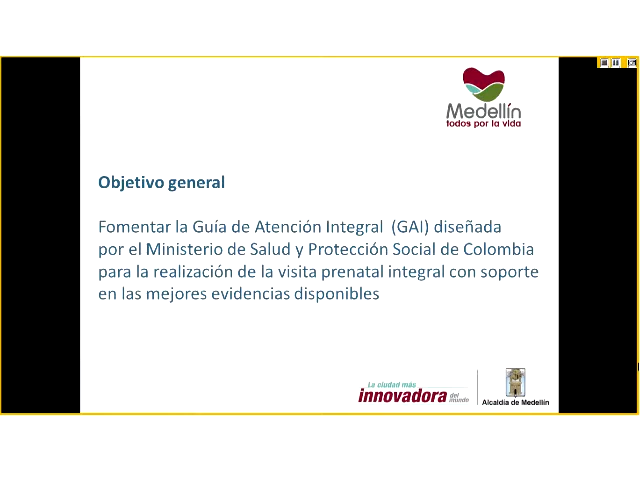 Medellín
todos por la vida
Objetivo general
Fomentar la Guía de Atención Integral (GAI) diseñada
por el Ministerio de Salud y Protección Social de Colombia
para la realización de la visita prenatal integral con soporte
en las mejores evidencias disponibles
La ciudad más
innovadora del
mundo
Alcaldía de Medellín